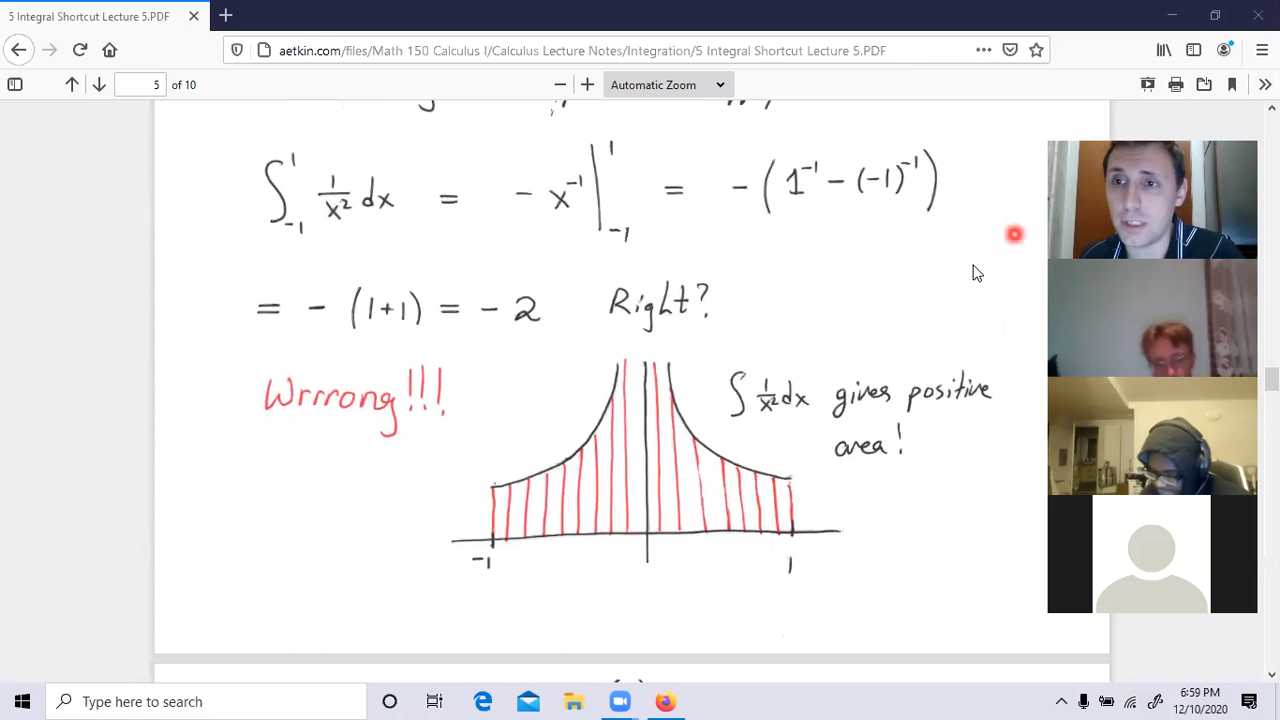 5 Integral Shortcut Lecture 5.PDF
aetkin.com/files/Math 150 Calculus I/Calculus Lecture Notes/Integration/5 Integral Shortcut Lecture 5.PDF
5 of 10
Automatic Zoom
∫₋₁¹ 1/x² dx = - x⁻¹ |₋₁¹ = - (1⁻¹ - (-1)⁻¹)
= - (1+1) = - 2 Right?
Wrrrong!!!
∫ 1/x² dx gives positive
area!
-1
1
Type here to search
6:59 PM
12/10/2020